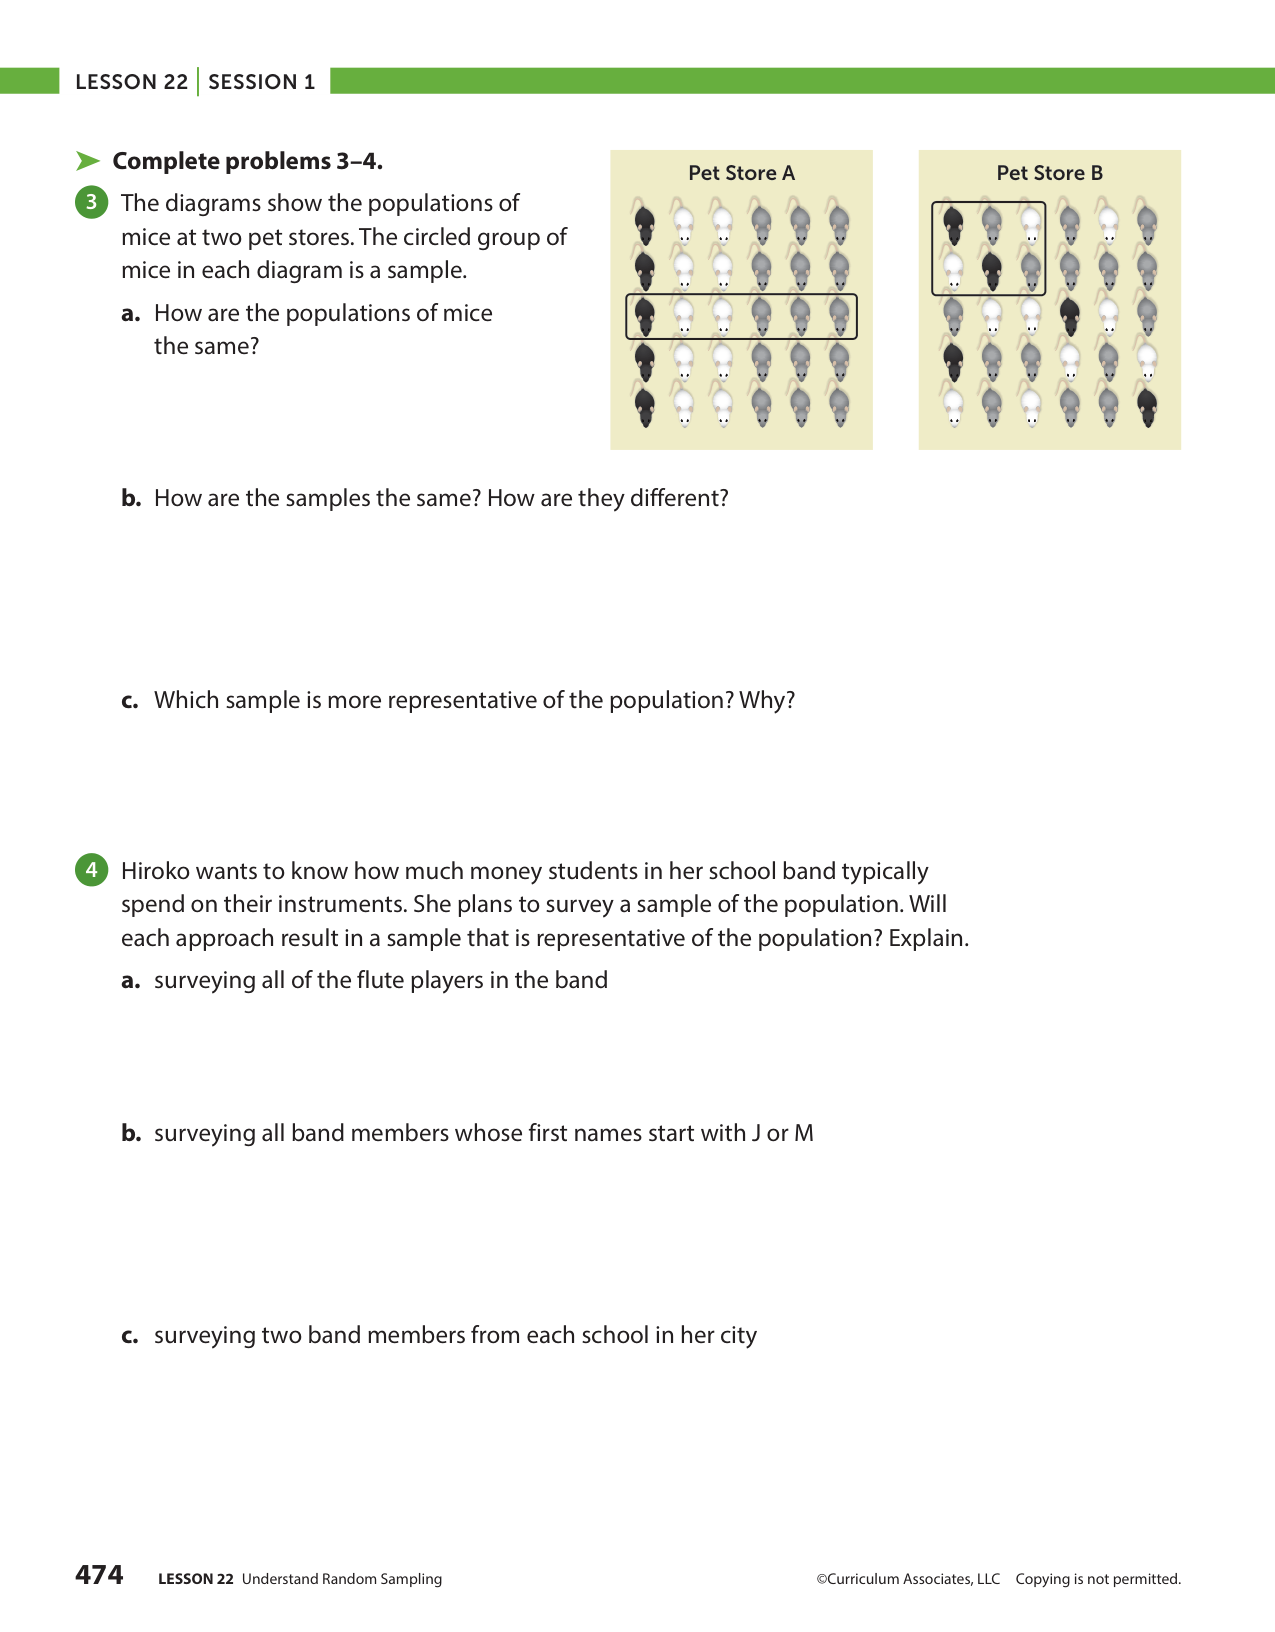 LESSON 22 SESSION 1
Complete problems 3–4.
3 The diagrams show the populations of
mice at two pet stores. The circled group of
mice in each diagram is a sample.
a. How are the populations of mice
the same?
Pet Store A
Pet Store B
b. How are the samples the same? How are they different?
c. Which sample is more representative of the population? Why?
4 Hiroko wants to know how much money students in her school band typically
spend on their instruments. She plans to survey a sample of the population. Will
each approach result in a sample that is representative of the population? Explain.
a. surveying all of the flute players in the band
b. surveying all band members whose first names start with J or M
c. surveying two band members from each school in her city
474 LESSON 22 Understand Random Sampling
©Curriculum Associates, LLC Copying is not permitted.